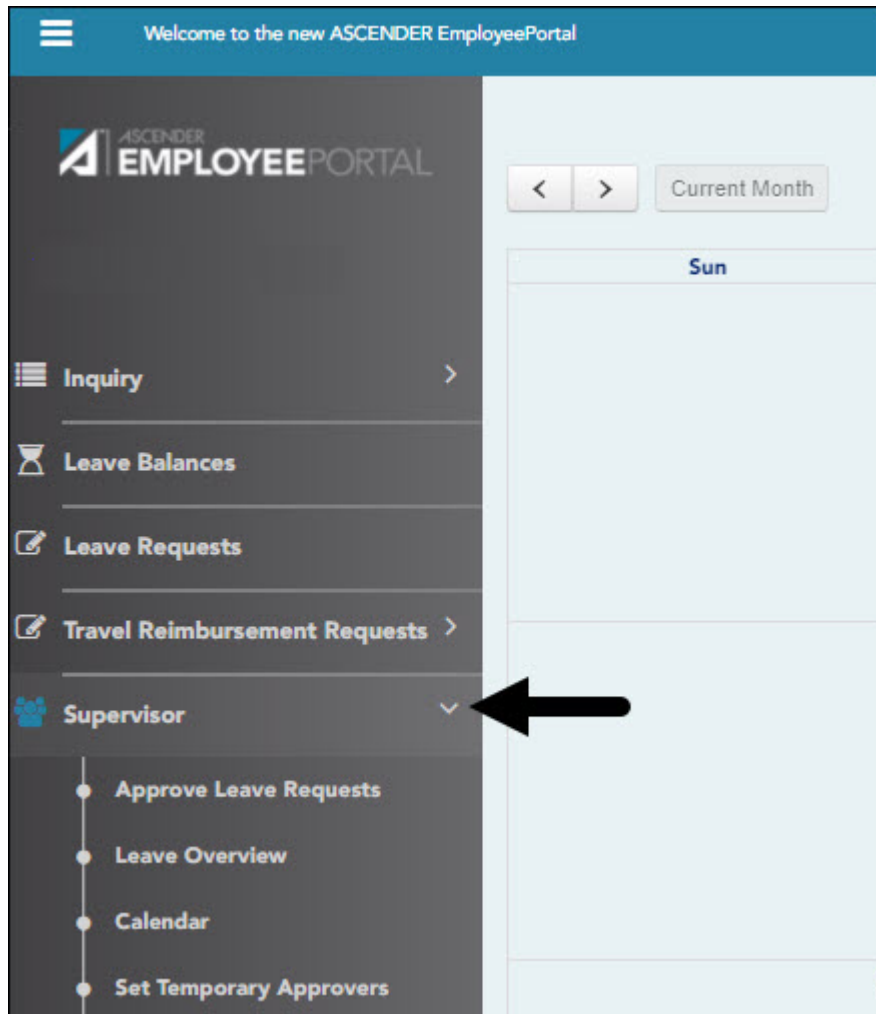 Welcome to the new ASCENDER EmployeePortal
ASCENDER
EMPLOYEEPORTAL
Current Month
Sun
Inquiry
Leave Balances
Leave Requests
Travel Reimbursement Requests
Supervisor
Approve Leave Requests
Leave Overview
Calendar
Set Temporary Approvers